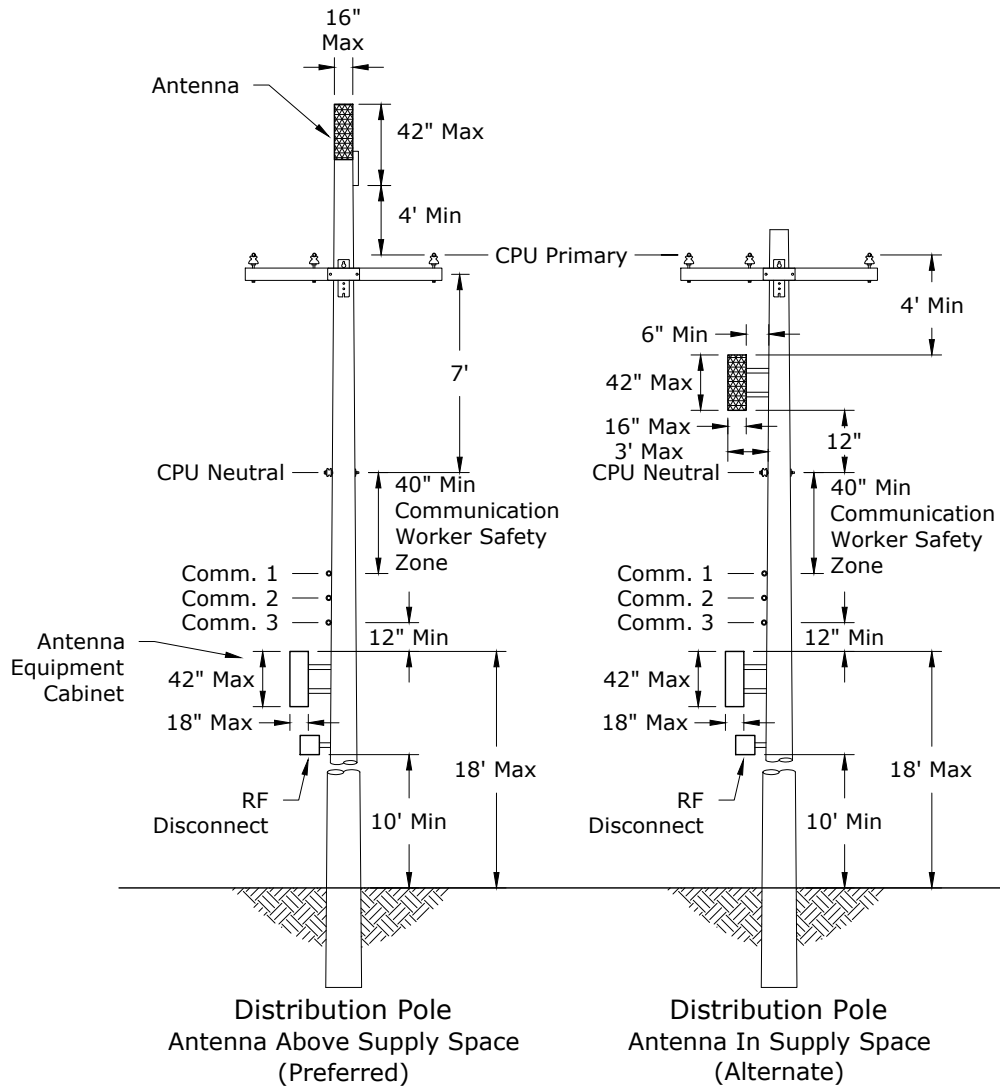 16"
Max
Antenna
42" Max
4' Min
CPU Primary
4' Min
6" Min
7'
42" Max
16" Max
12"
3' Max
CPU Neutral
CPU Neutral
40" Min
Communication
Worker Safety
Zone
40" Min
Communication
Worker Safety
Zone
Comm. 1
Comm. 2
Comm. 3
Comm. 1
Comm. 2
Comm. 3
12" Min
12" Min
Antenna
Equipment
Cabinet
42" Max
42" Max
18" Max
18" Max
18' Max
18' Max
RF
Disconnect
10' Min
RF
Disconnect
10' Min
Distribution Pole
Antenna Above Supply Space
(Preferred)
Distribution Pole
Antenna In Supply Space
(Alternate)